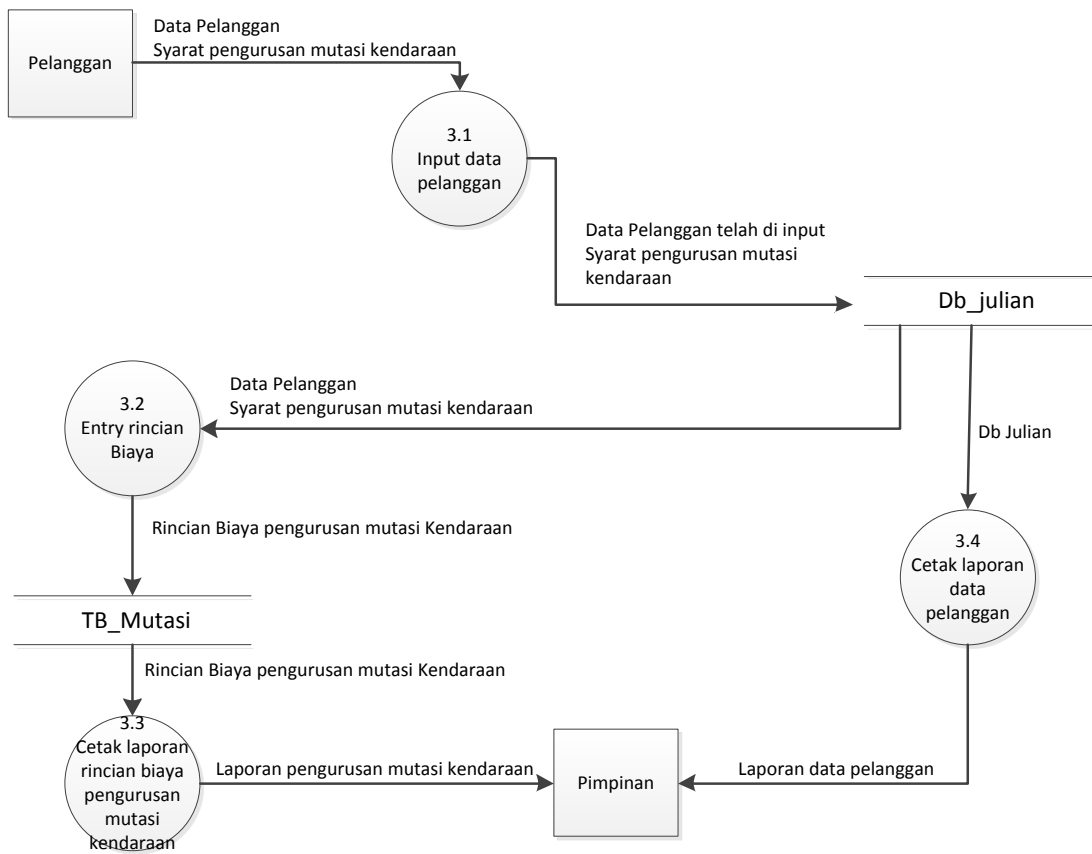 Data Pelanggan
Syarat pengurusan mutasi kendaraan
Pelanggan
3.1
Input data
pelanggan
Data Pelanggan telah di input
Syarat pengurusan mutasi
kendaraan
Db_julian
Data Pelanggan
Syarat pengurusan mutasi kendaraan
3.2
Entry rincian
Biaya
Db Julian
Rincian Biaya pengurusan mutasi Kendaraan
3.4
Cetak laporan
data
pelanggan
TB_Mutasi
Rincian Biaya pengurusan mutasi Kendaraan
3.3
Cetak laporan
rincian biaya
pengurusan
mutasi
kendaraan
Laporan pengurusan mutasi kendaraan
Pimpinan
Laporan data pelanggan